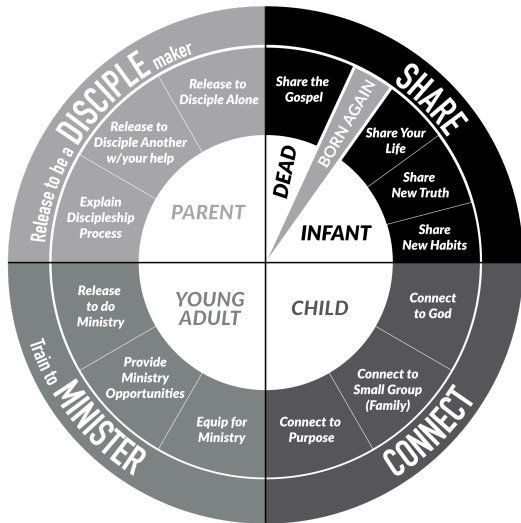 SHARE
Share the
Gospel
BORN AGAIN
Share Your
Life
Share
New Truth
Share
New Habits
DEAD
INFANT
CONNECT
Connect
to God
Connect to
Small Group
(Family)
Connect to
Purpose
CHILD
Train to MINISTER
Equip for
Ministry
Provide
Ministry
Opportunities
Release
to do
Ministry
YOUNG
ADULT
Release to be a DISCIPLE maker
Explain
Discipleship
Process
Release to
Disciple Another
w/your help
Release to
Disciple Alone
PARENT